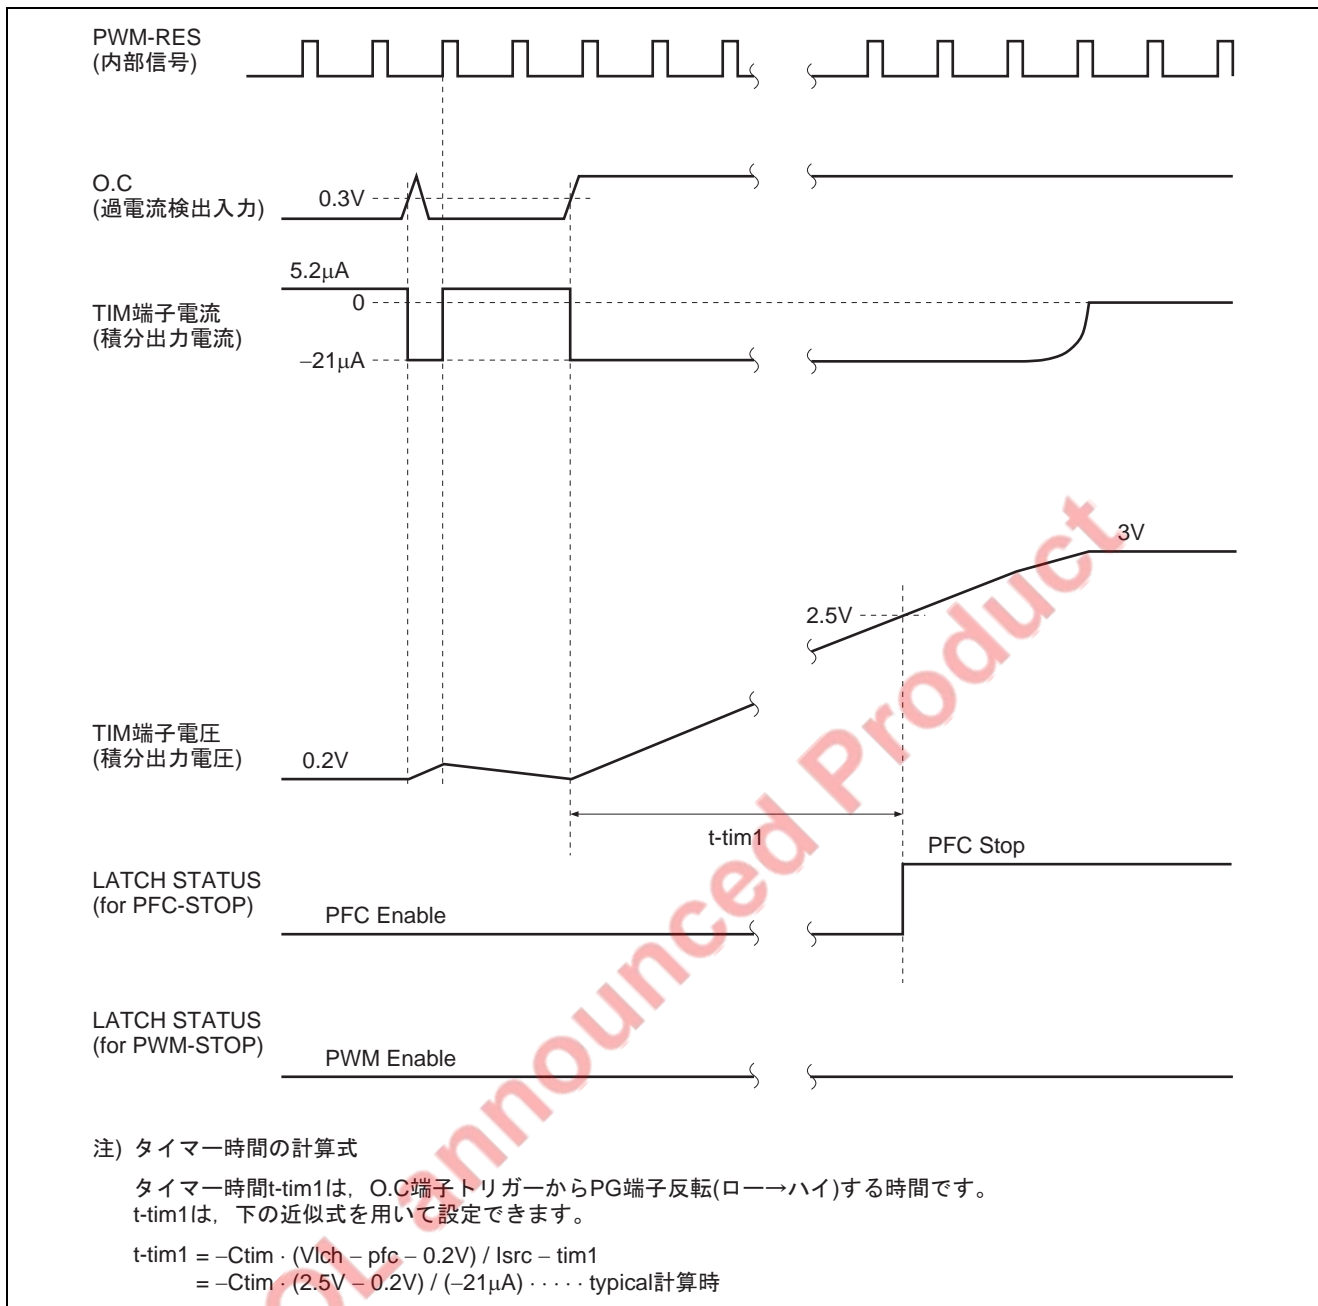 PWM-RES
(内部信号)
O.C
(過電流検出入力)
0.3V
5.2μA
0
−21μA
TIM端子電流
(積分出力電流)
3V
2.5V
TIM端子電圧
(積分出力電圧)
0.2V
t-tim1
PFC Stop
LATCH STATUS
(for PFC-STOP)
PFC Enable
LATCH STATUS
(for PWM-STOP)
PWM Enable
注) タイマー時間の計算式
タイマー時間t-tim1は，O.C端子トリガーからPG端子反転(ロー→ハイ)する時間です。
t-tim1は，下の近似式を用いて設定できます。
t-tim1 = −Ctim · (Vlch − pfc − 0.2V) / Isrc − tim1
= −Ctim · (2.5V − 0.2V) / (−21μA) · · · · · typical計算時
OL announced Product